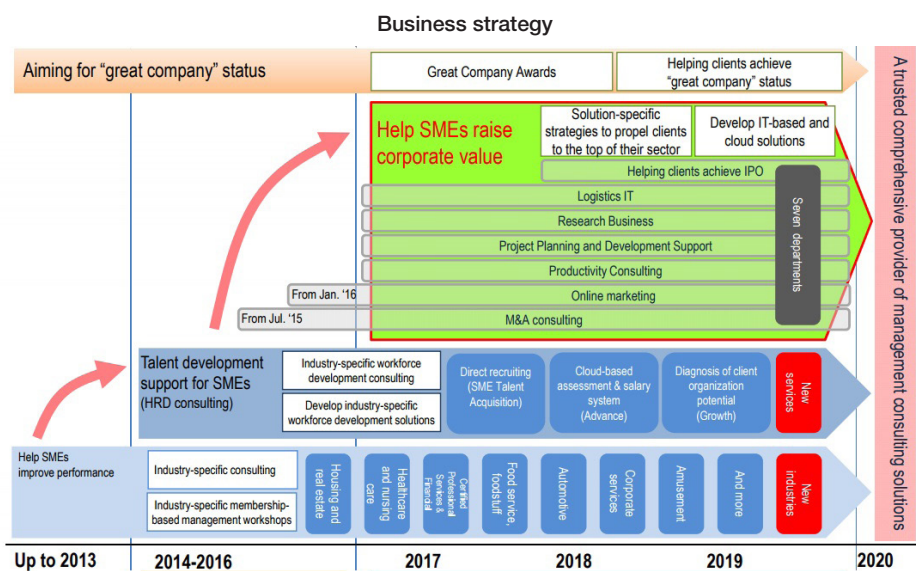 Business strategy
Aiming for “great company” status
Great Company Awards
Helping clients achieve
“great company” status
A trusted comprehensive provider of management consulting solutions
Help SMEs raise
corporate value
Solution-specific
strategies to propel clients
to the top of their sector
Develop IT-based and
cloud solutions
Helping clients achieve IPO
Logistics IT
Research Business
Project Planning and Development Support
Productivity Consulting
From Jan. ‘16
Online marketing
From Jul. ‘15
M&A consulting
Seven departments
Talent development
support for SMEs
(HRD consulting)
Industry-specific workforce
development consulting
Develop industry-specific
workforce development solutions
Direct recruiting
(SME Talent
Acquisition)
Cloud-based
assessment & salary
system
(Advance)
Diagnosis of client
organization
potential
(Growth)
New
services
Help SMEs
improve performance
Industry-specific consulting
Industry-specific membership-
based management workshops
Housing and
real estate
Healthcare
and nursing
care
Certified
Professional
Services &
Financial
Food service,
foodstuff
Automotive
Corporate
services
Amusement
And more
New
industries
Up to 2013
2014-2016
2017
2018
2019
2020